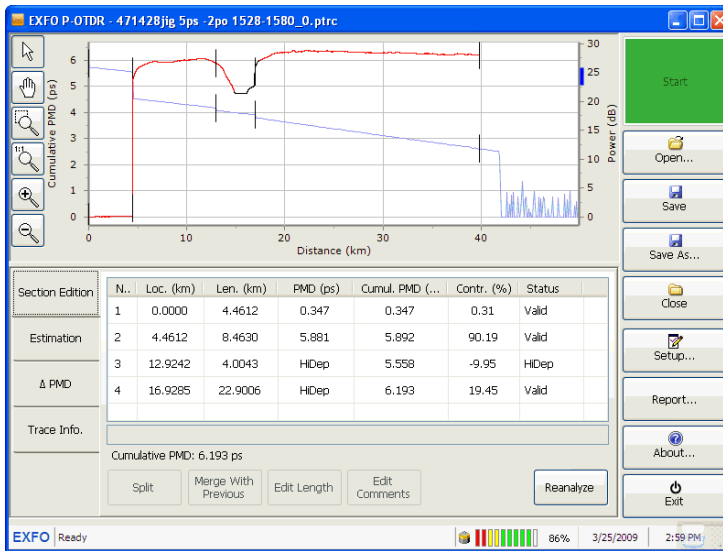 EXFO P-OTDR - 471428jig 5ps -2po 1528-1580_0.ptrc
1:1
Cumulative PMD (ps)
6
5
4
3
2
1
0
0 10 20 30 40
Distance (km)
30
25
20
15
10
5
0
Power (dB)
Start
Open...
Save
Save As...
Close
Setup...
Report...
About...
Exit
Section Edition
Estimation
Δ PMD
Trace Info.
N.. Loc. (km) Len. (km) PMD (ps) Cumul. PMD (... Contr. (%) Status
1 0.0000 4.4612 0.347 0.347 0.31 Valid
2 4.4612 8.4630 5.881 5.892 90.19 Valid
3 12.9242 4.0043 HiDep 5.558 -9.95 HiDep
4 16.9285 22.9006 HiDep 6.193 19.45 Valid
Cumulative PMD: 6.193 ps
Split
Merge With
Previous
Edit Length
Edit
Comments
Reanalyze
EXFO Ready 86% 3/25/2009 2:59 PM